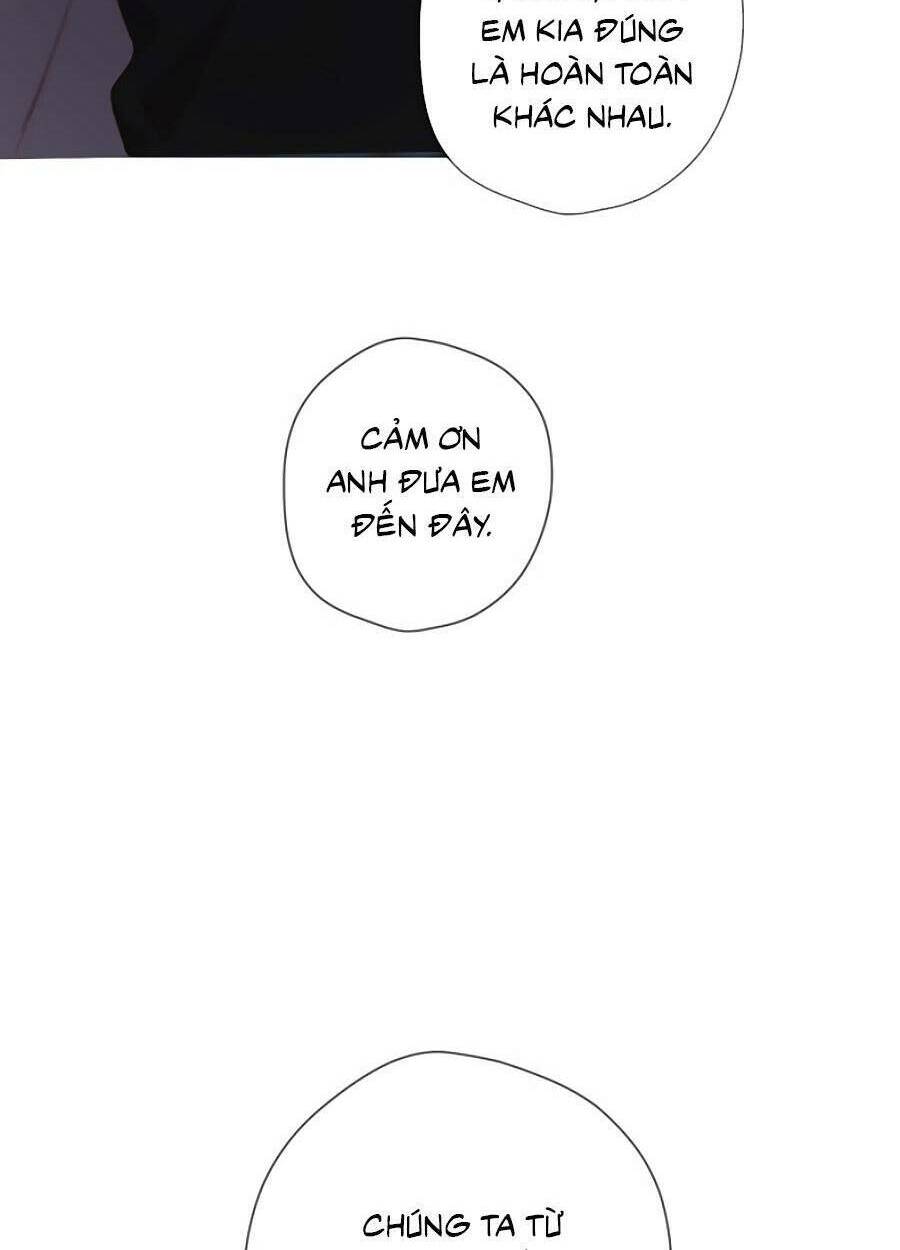 EM KIA ĐÚNG
LÀ HOÀN TOÀN
KHÁC NHAU.
CẢM ƠN
ANH ĐƯA EM
ĐẾN ĐÂY.
CHÚNG TA TỪ